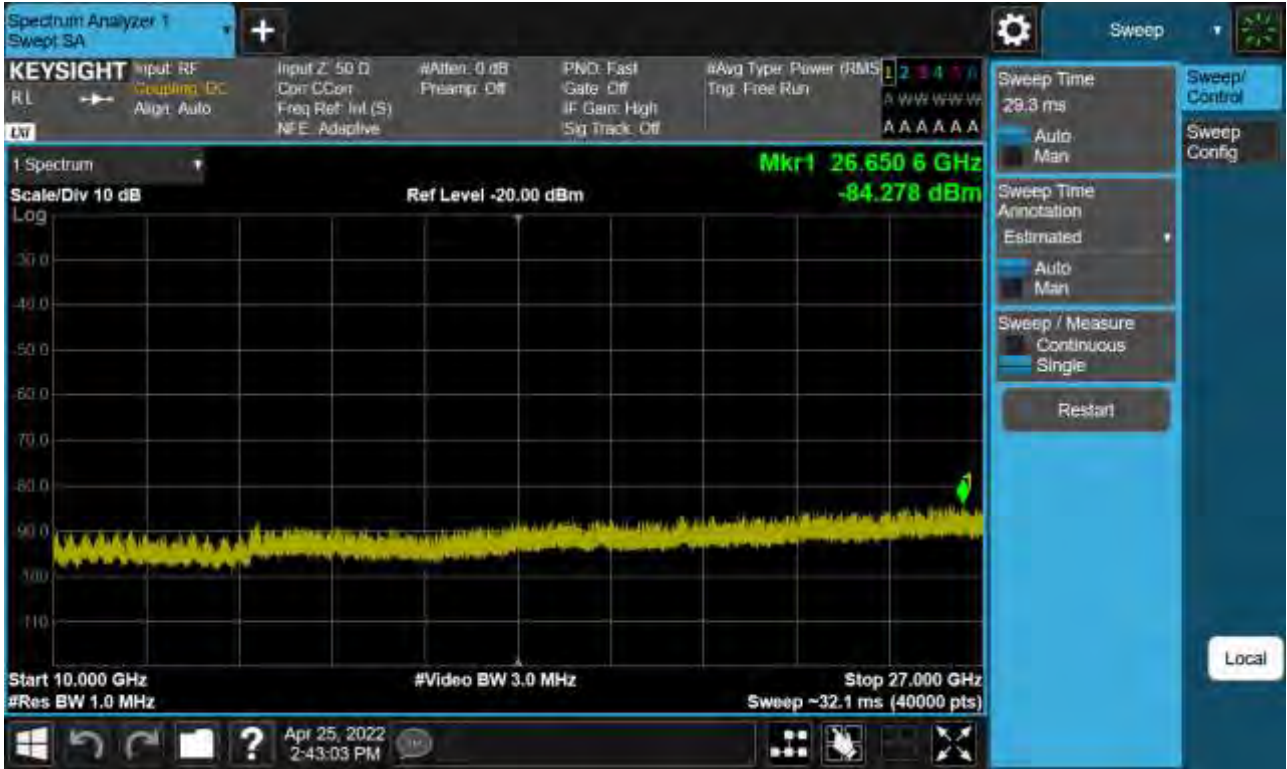 Spectrum Analyzer 1
Swept SA
Sweep
KEYSIGHT
RL
LXI
Input: RF
Coupling: DC
Align: Auto
Input Z: 50 Ω
Corr CCorr
Freq Ref: Int (S)
NFE: Adaptive
#Atten: 0 dB
Preamp: Off
PNO: Fast
Gate: Off
IF Gain: High
Sig Track: Off
#Avg Type: Power (RMS
Trig: Free Run
1 2 3 4 5 6
A W W W W W
A A A A A A
1 Spectrum
Scale/Div 10 dB
Ref Level -20.00 dBm
Mkr1 26.650 6 GHz
-84.278 dBm
Log
-30.0
-40.0
-50.0
-60.0
-70.0
-80.0
-90.0
-100
-110
1
Start 10.000 GHz
#Res BW 1.0 MHz
#Video BW 3.0 MHz
Stop 27.000 GHz
Sweep ~32.1 ms (40000 pts)
Sweep Time
29.3 ms
Auto
Man
Sweep Time
Annotation
Estimated
Auto
Man
Sweep / Measure
Continuous
Single
Restart
Sweep/
Control
Sweep
Config
Local
?
Apr 25, 2022
2:43:03 PM